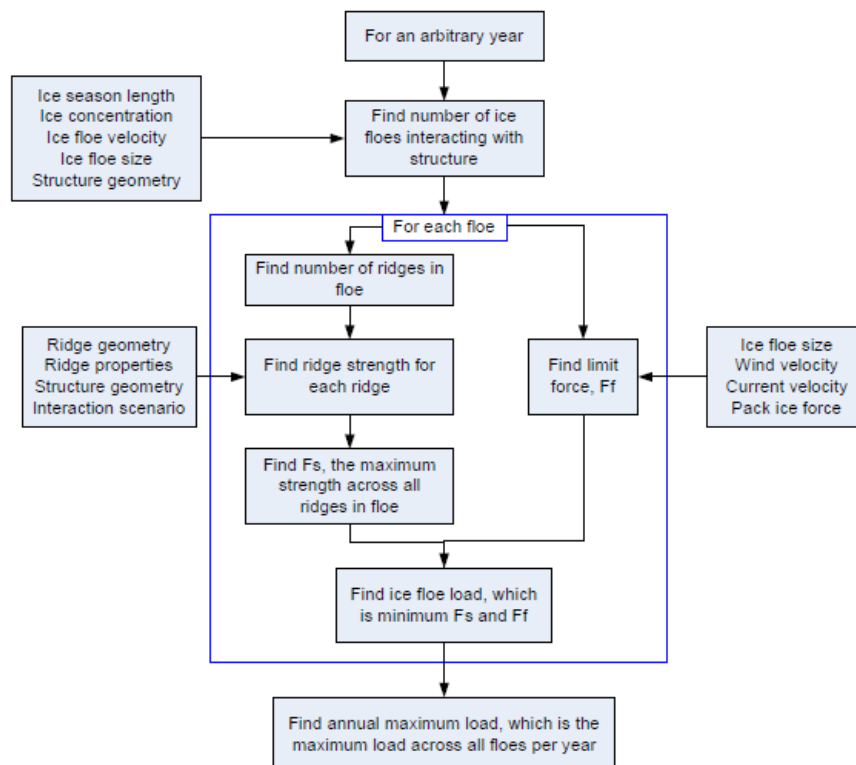 For an arbitrary year
Ice season length
Ice concentration
Ice floe velocity
Ice floe size
Structure geometry
Find number of ice
floes interacting with
structure
For each floe
Find number of ridges in
floe
Ridge geometry
Ridge properties
Structure geometry
Interaction scenario
Find ridge strength for
each ridge
Find limit
force, Ff
Ice floe size
Wind velocity
Current velocity
Pack ice force
Find Fs, the maximum
strength across all
ridges in floe
Find ice floe load, which
is minimum Fs and Ff
Find annual maximum load, which is the
maximum load across all floes per year